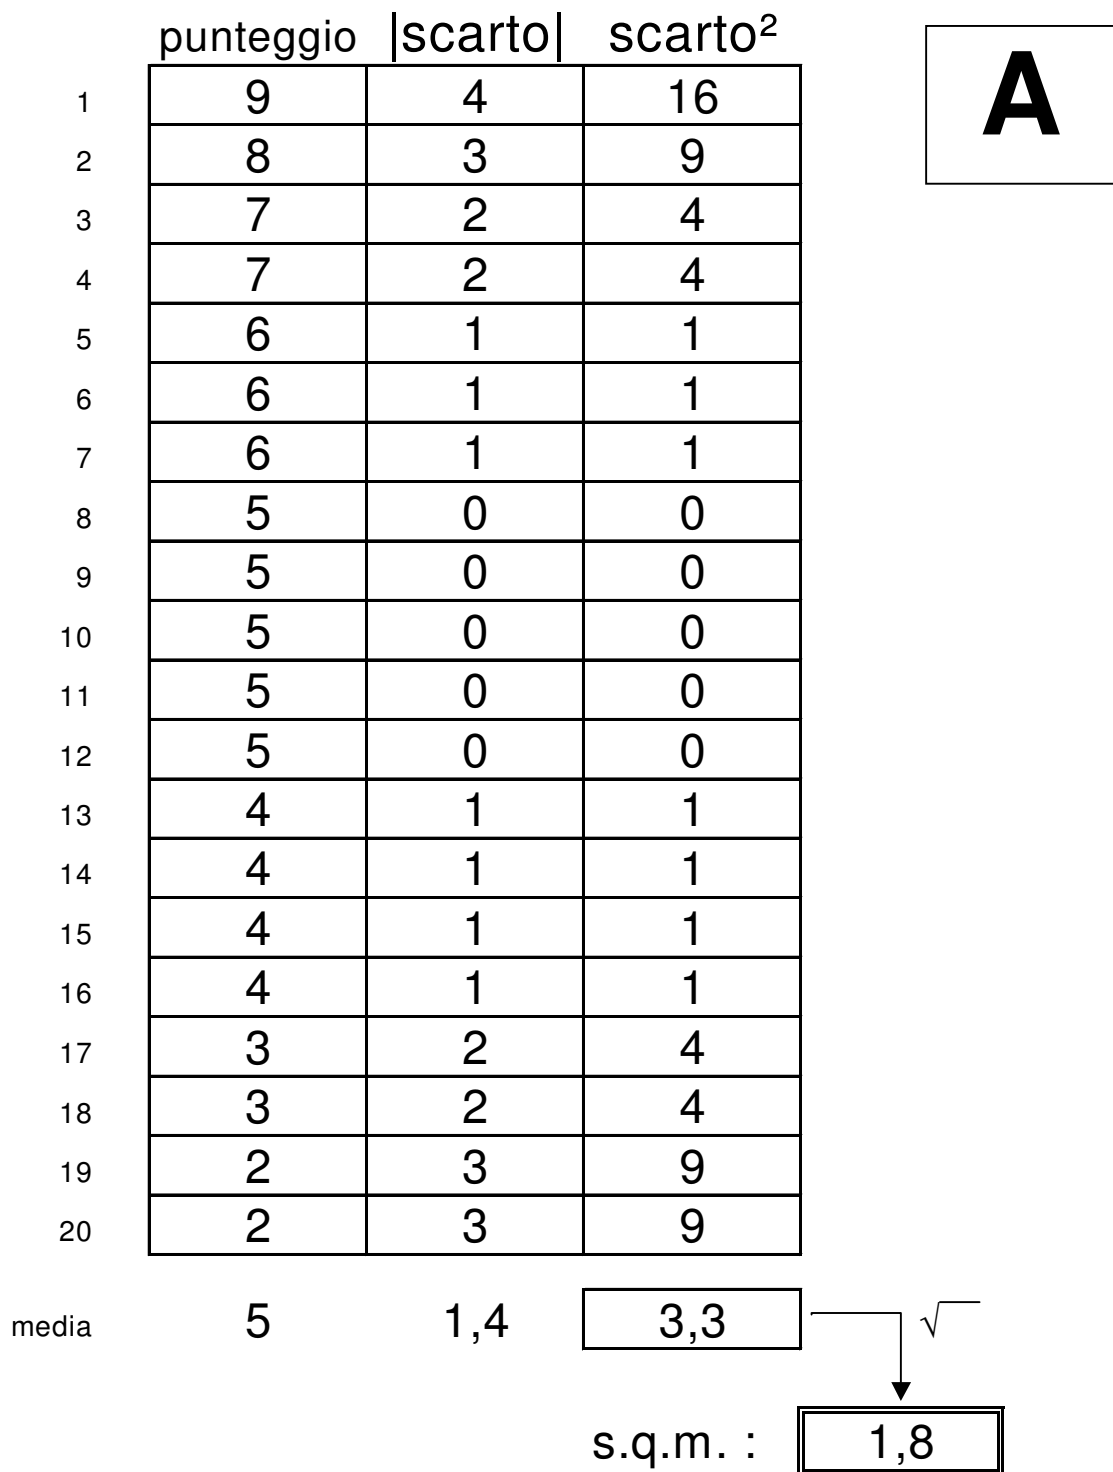 punteggio |scarto| scarto²
A
1 9 4 16
2 8 3 9
3 7 2 4
4 7 2 4
5 6 1 1
6 6 1 1
7 6 1 1
8 5 0 0
9 5 0 0
10 5 0 0
11 5 0 0
12 5 0 0
13 4 1 1
14 4 1 1
15 4 1 1
16 4 1 1
17 3 2 4
18 3 2 4
19 2 3 9
20 2 3 9
media 5 1,4 3,3 √
s.q.m. : 1,8